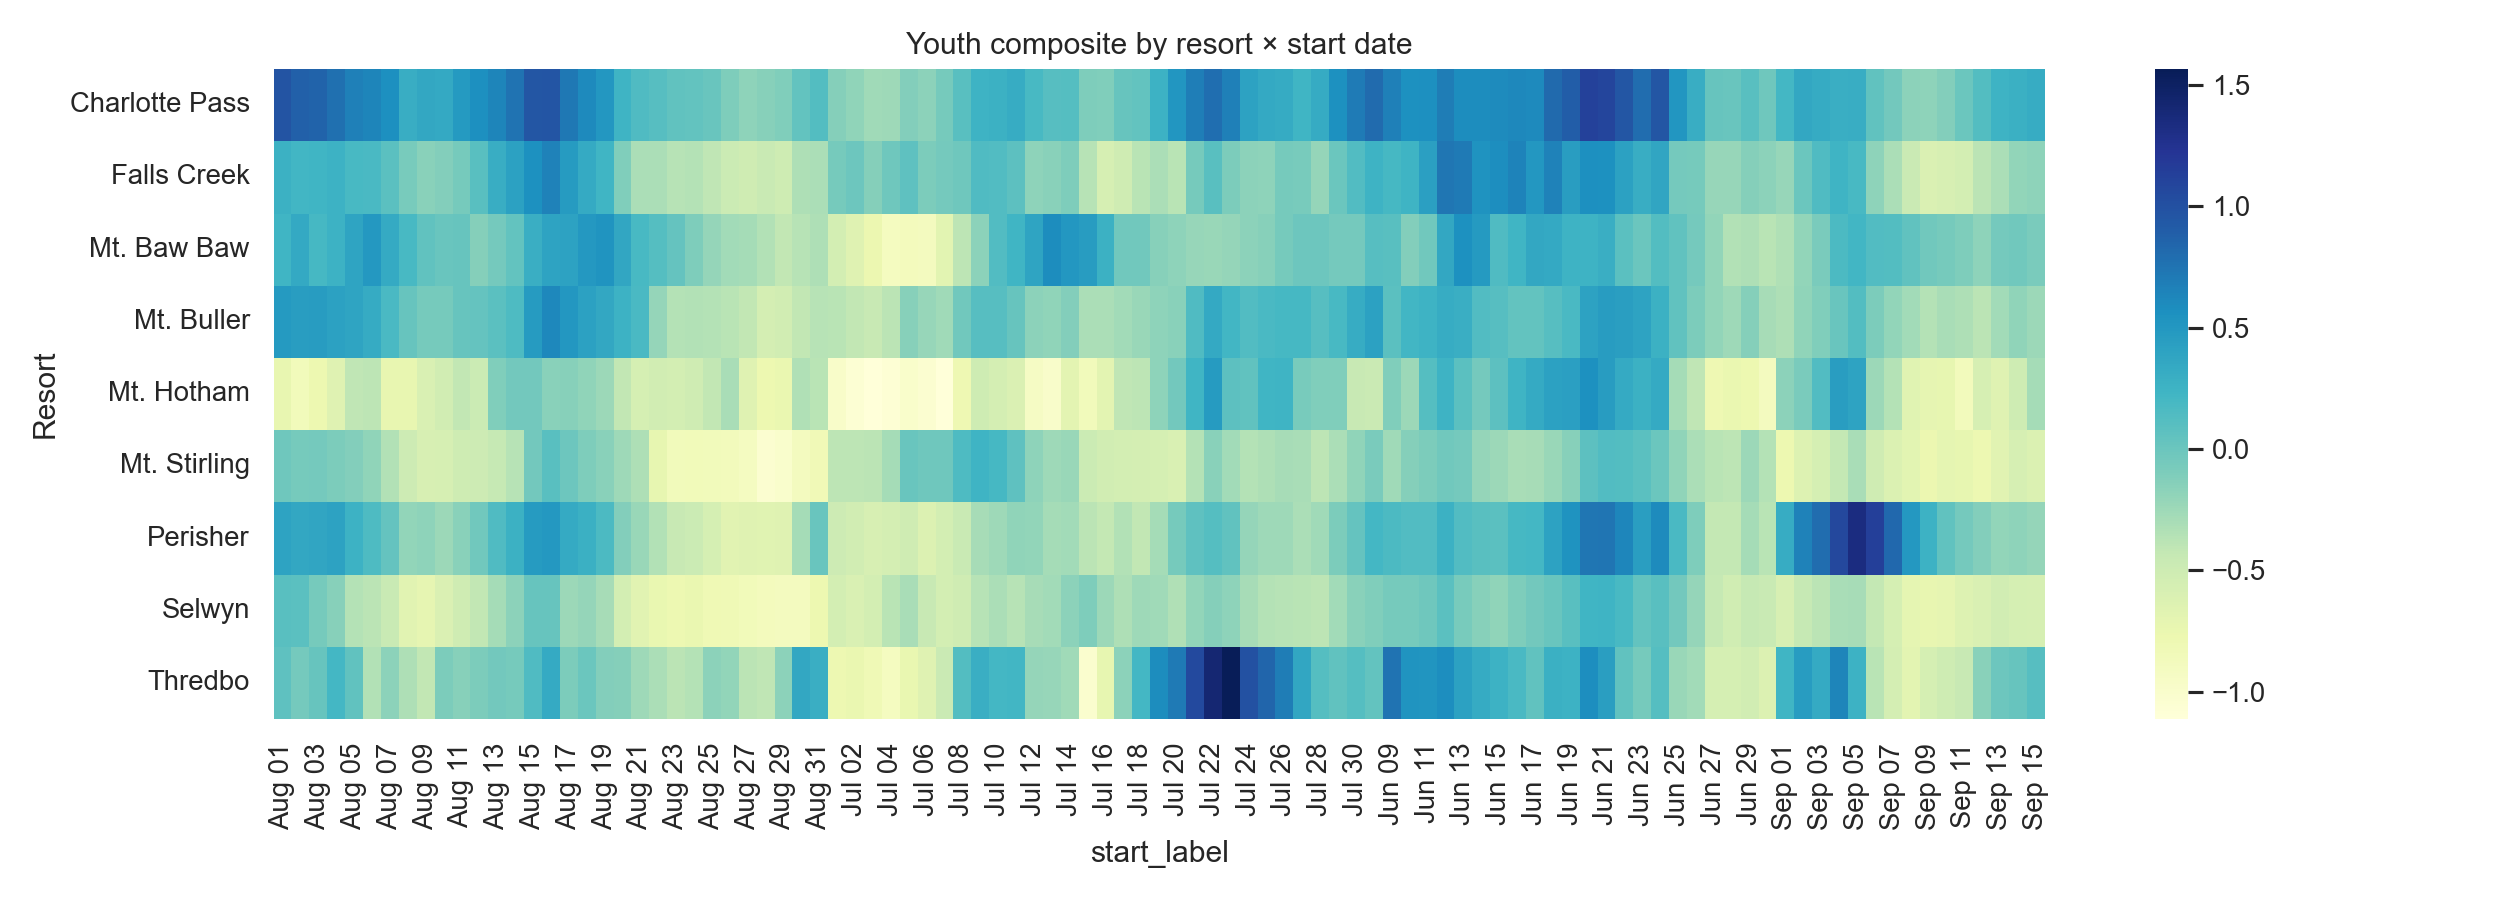 Youth composite by resort × start date
Resort
Charlotte Pass
Falls Creek
Mt. Baw Baw
Mt. Buller
Mt. Hotham
Mt. Stirling
Perisher
Selwyn
Thredbo
Aug 01
Aug 03
Aug 05
Aug 07
Aug 09
Aug 11
Aug 13
Aug 15
Aug 17
Aug 19
Aug 21
Aug 23
Aug 25
Aug 27
Aug 29
Aug 31
Jul 02
Jul 04
Jul 06
Jul 08
Jul 10
Jul 12
Jul 14
Jul 16
Jul 18
Jul 20
Jul 22
Jul 24
Jul 26
Jul 28
Jul 30
Jun 09
Jun 11
Jun 13
Jun 15
Jun 17
Jun 19
Jun 21
Jun 23
Jun 25
Jun 27
Jun 29
Sep 01
Sep 03
Sep 05
Sep 07
Sep 09
Sep 11
Sep 13
Sep 15
start_label
1.5
1.0
0.5
0.0
−0.5
−1.0